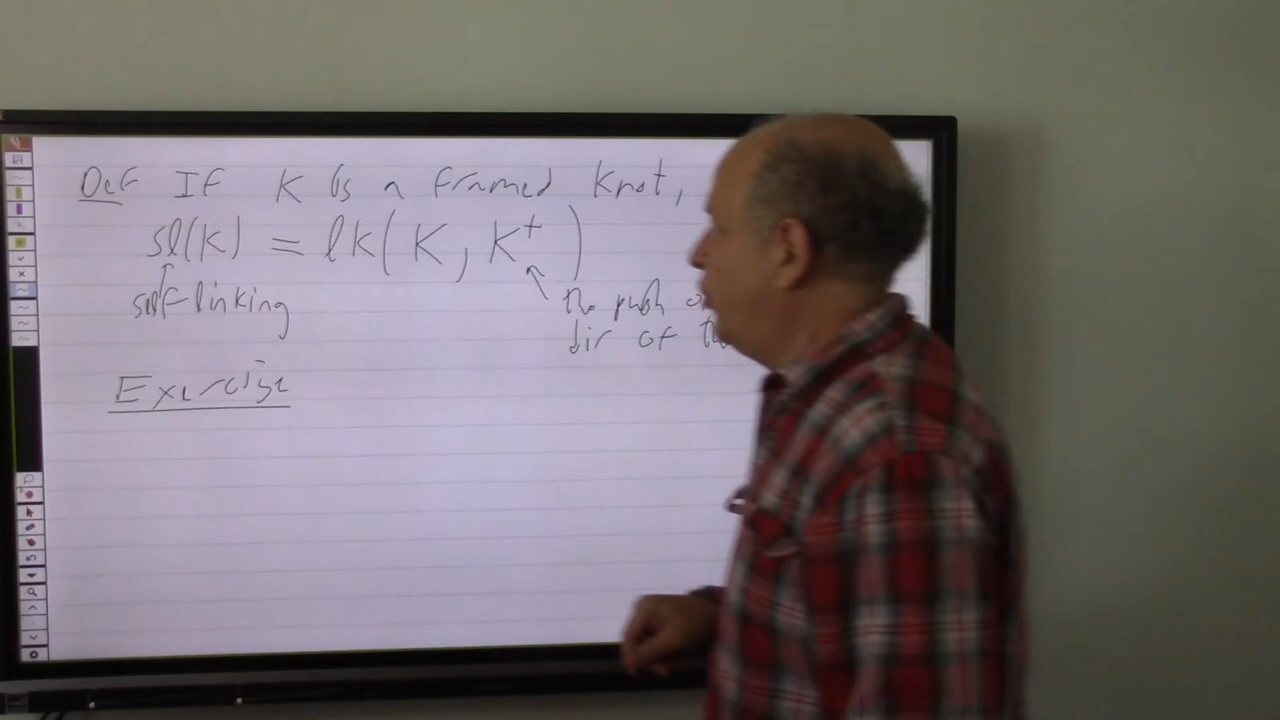 Def If K is a framed knot,
sl(K) = lk(K, K⁺)
self linking
the push
dir of
Exercise